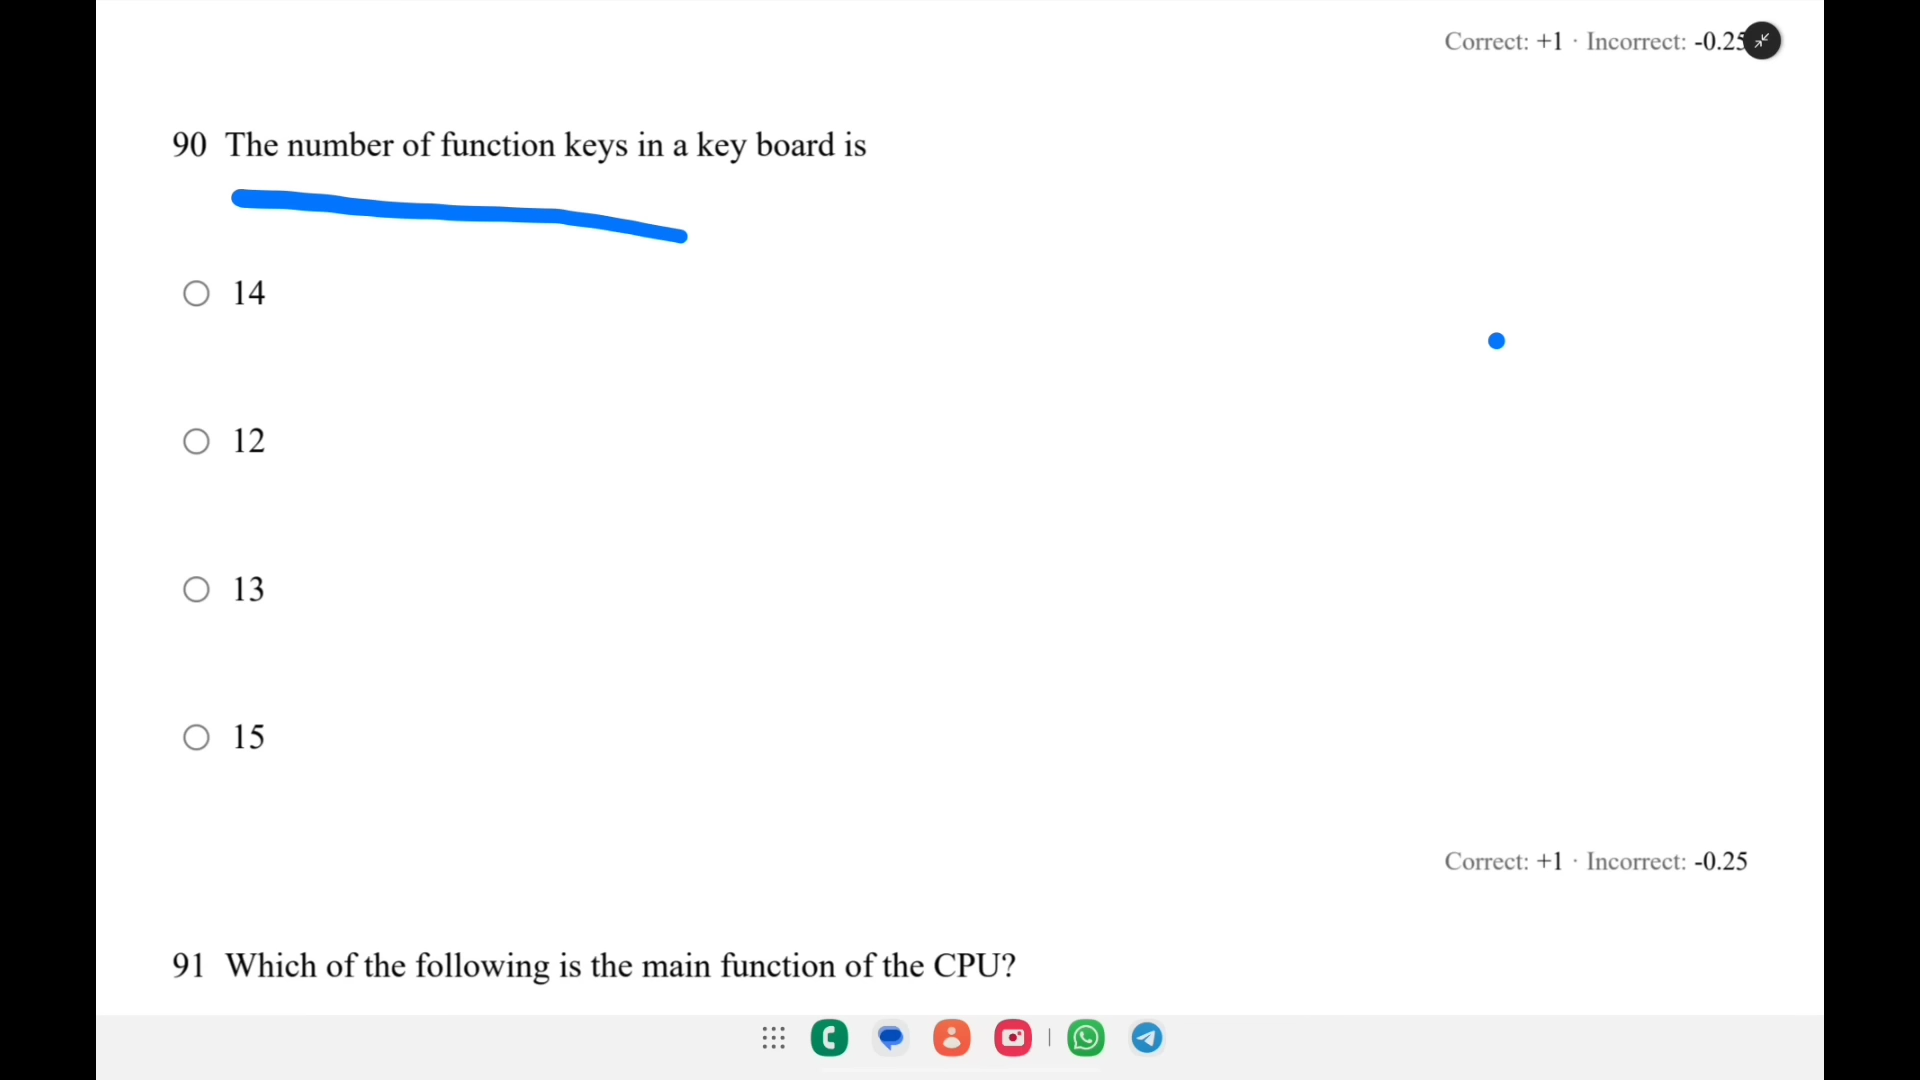 Correct: +1 · Incorrect: -0.25
90 The number of function keys in a key board is
14
12
13
15
Correct: +1 · Incorrect: -0.25
91 Which of the following is the main function of the CPU?